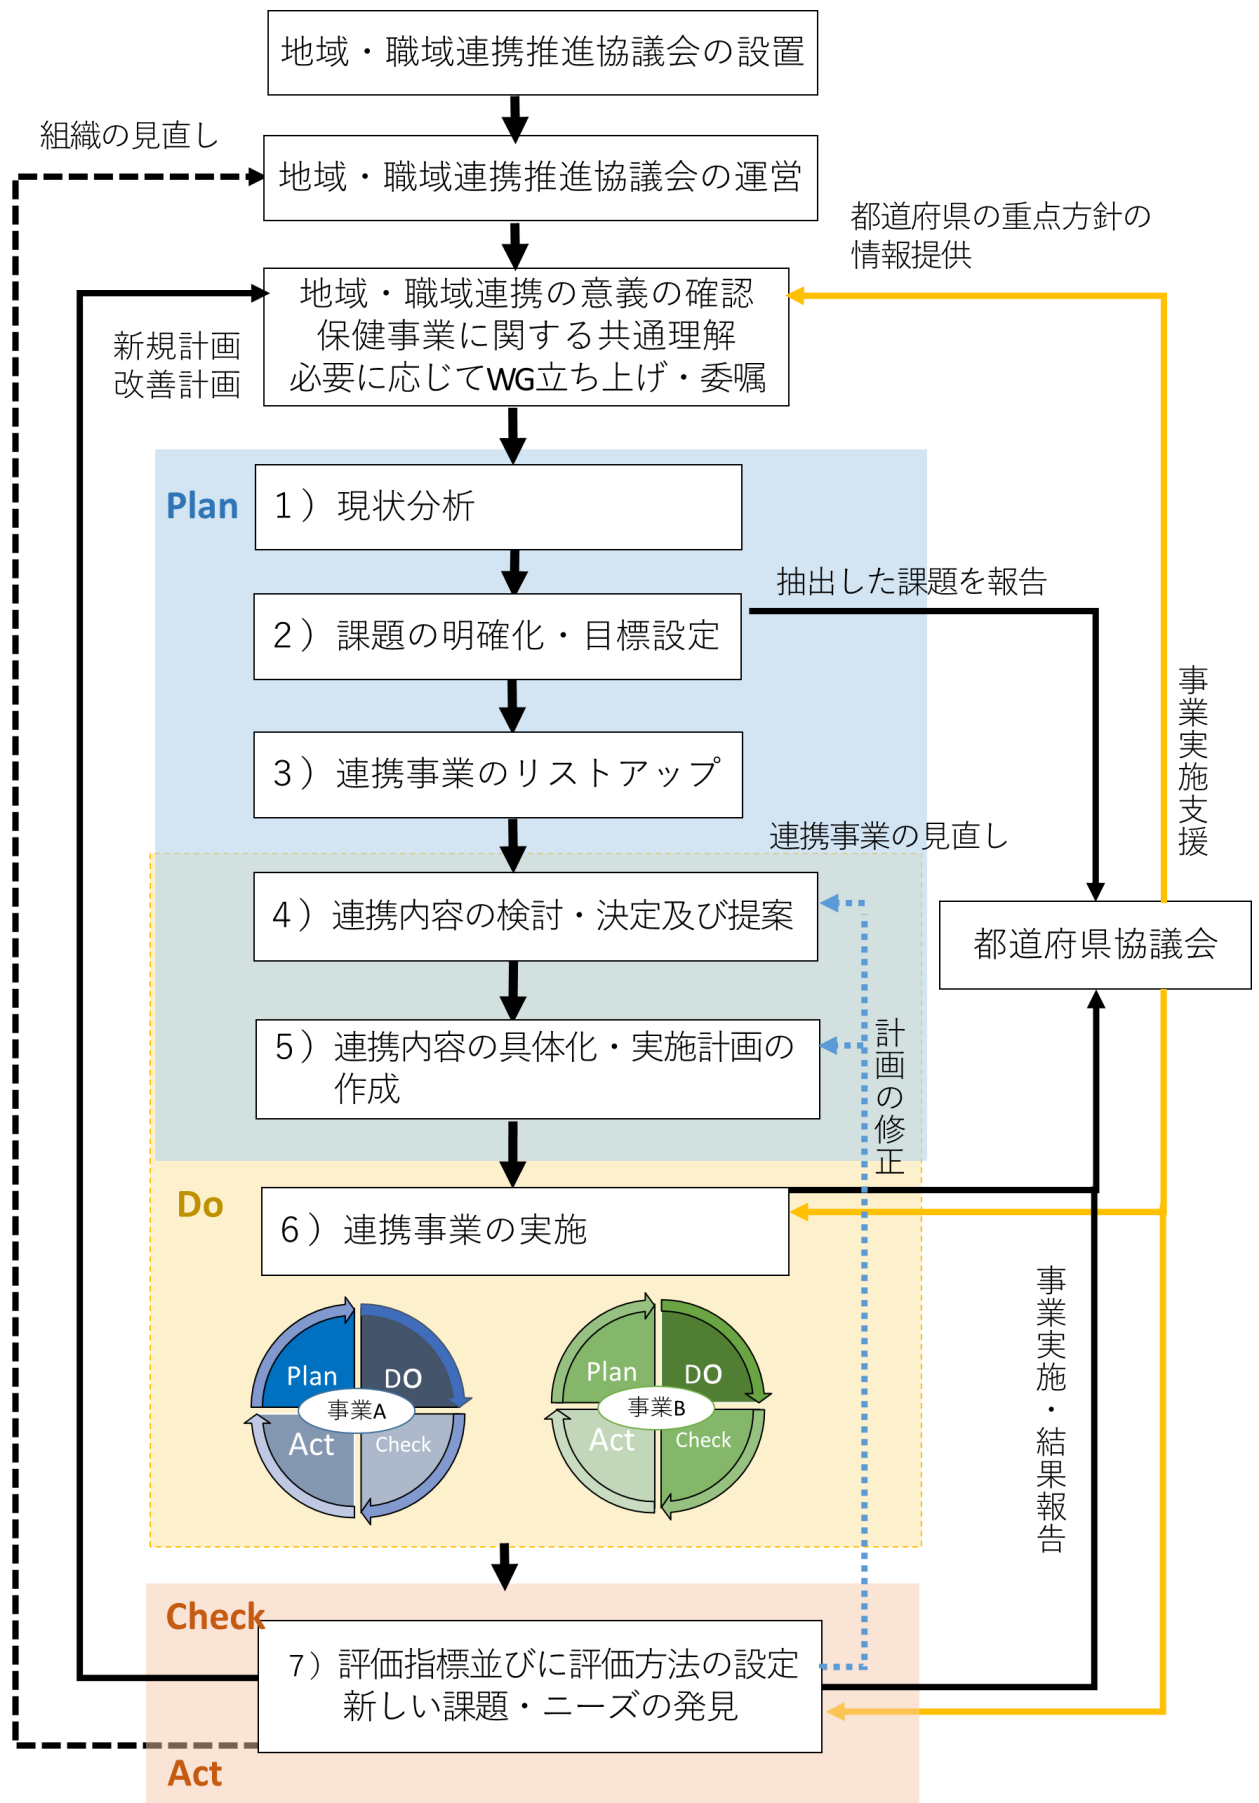 地域・職域連携推進協議会の設置
組織の見直し
地域・職域連携推進協議会の運営
都道府県の重点方針の
情報提供
地域・職域連携の意義の確認
保健事業に関する共通理解
必要に応じてWG立ち上げ・委嘱
新規計画
改善計画
Plan
1）現状分析
抽出した課題を報告
2）課題の明確化・目標設定
事業実施支援
3）連携事業のリストアップ
連携事業の見直し
4）連携内容の検討・決定及び提案
都道府県協議会
5）連携内容の具体化・実施計画の
作成
計画の修正
Do
6）連携事業の実施
事業実施・結果報告
Plan
DO
事業A
Act
Check
Plan
DO
事業B
Act
Check
Check
7）評価指標並びに評価方法の設定
新しい課題・ニーズの発見
Act